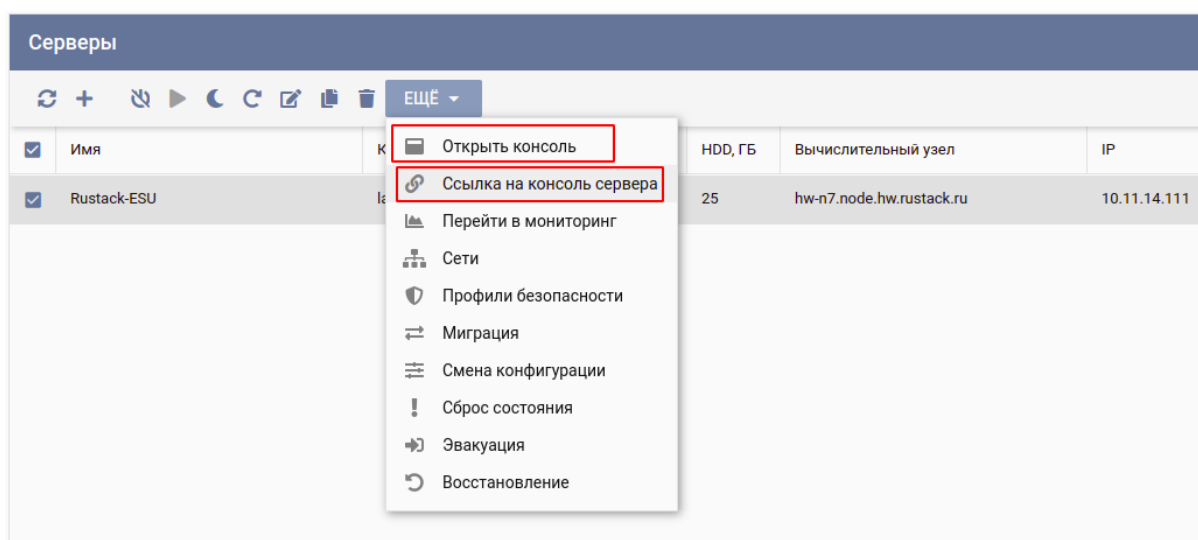 Серверы
ЕЩЁ
Имя HDD, ГБ Вычислительный узел IP
Rustack-ESU 25 hw-n7.node.hw.rustack.ru 10.11.14.111
Открыть консоль
Ссылка на консоль сервера
Перейти в мониторинг
Сети
Профили безопасности
Миграция
Смена конфигурации
Сброс состояния
Эвакуация
Восстановление